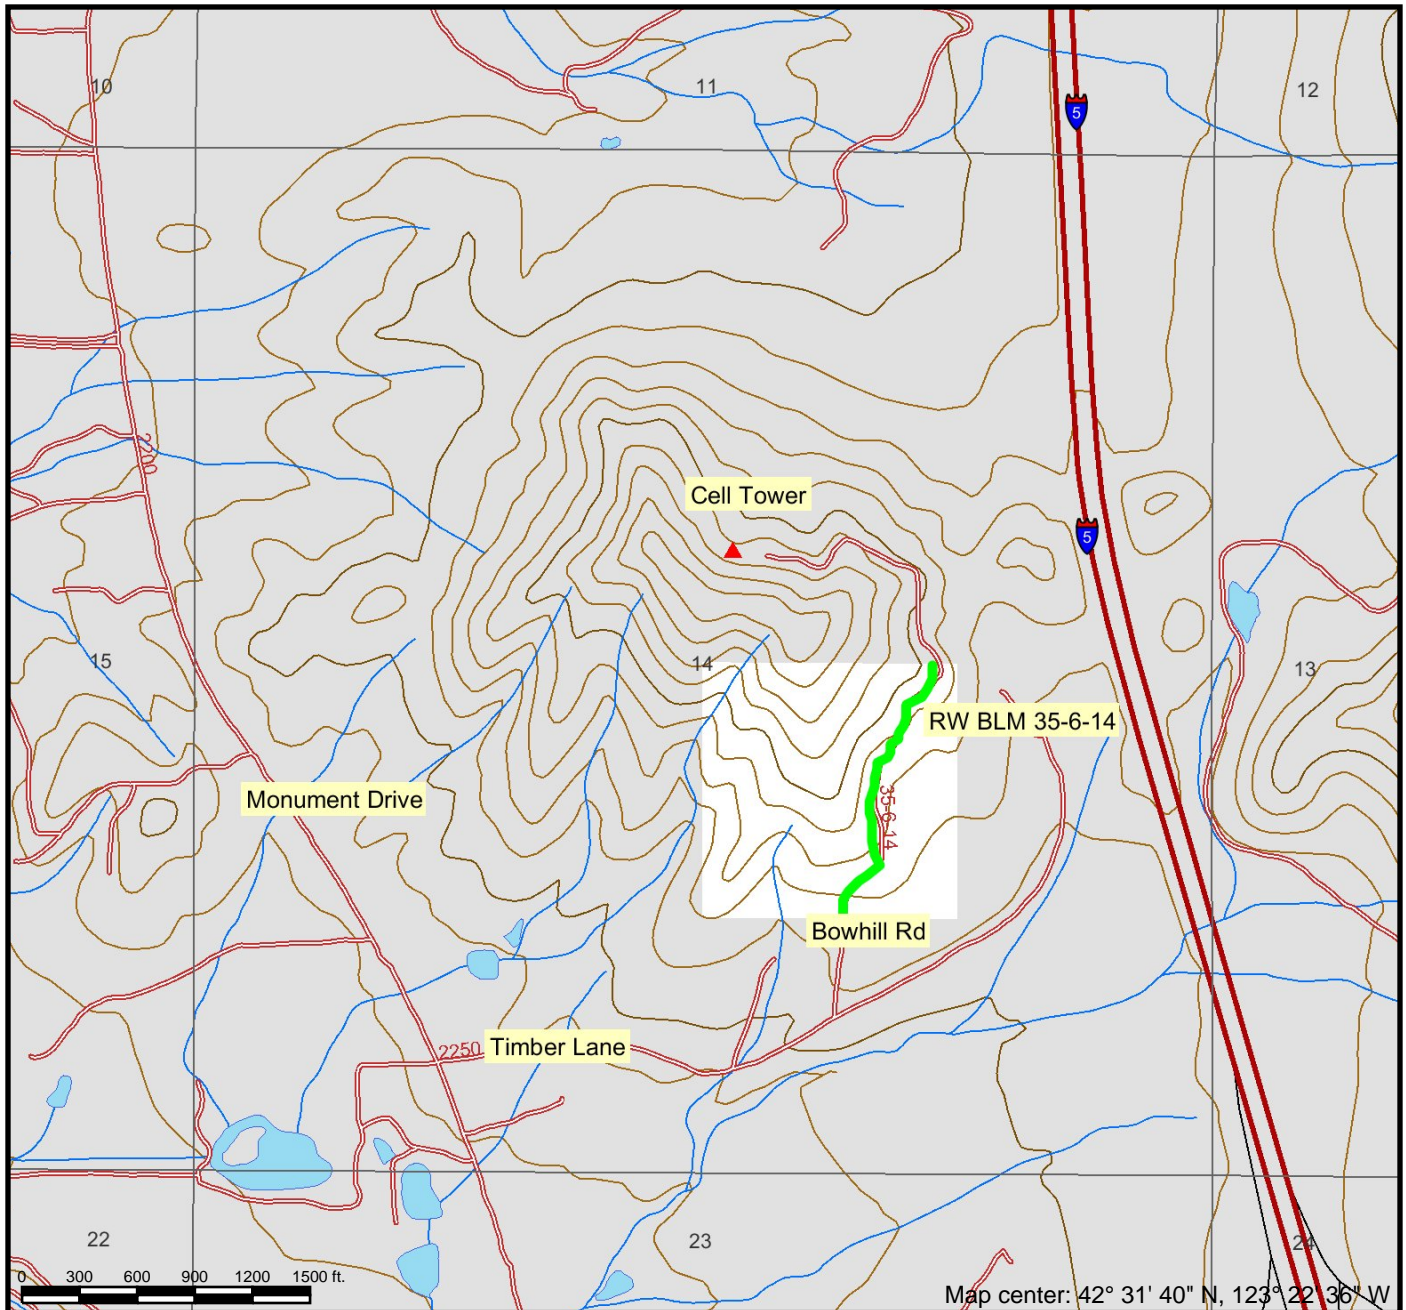 10
11
12
5
2200
Cell Tower
5
15
14
13
RW BLM 35-6-14
35-6-14
Monument Drive
Bowhill Rd
2250
Timber Lane
22
23
24
0 300 600 900 1200 1500 ft.
Map center: 42° 31' 40" N, 123° 22' 36" W